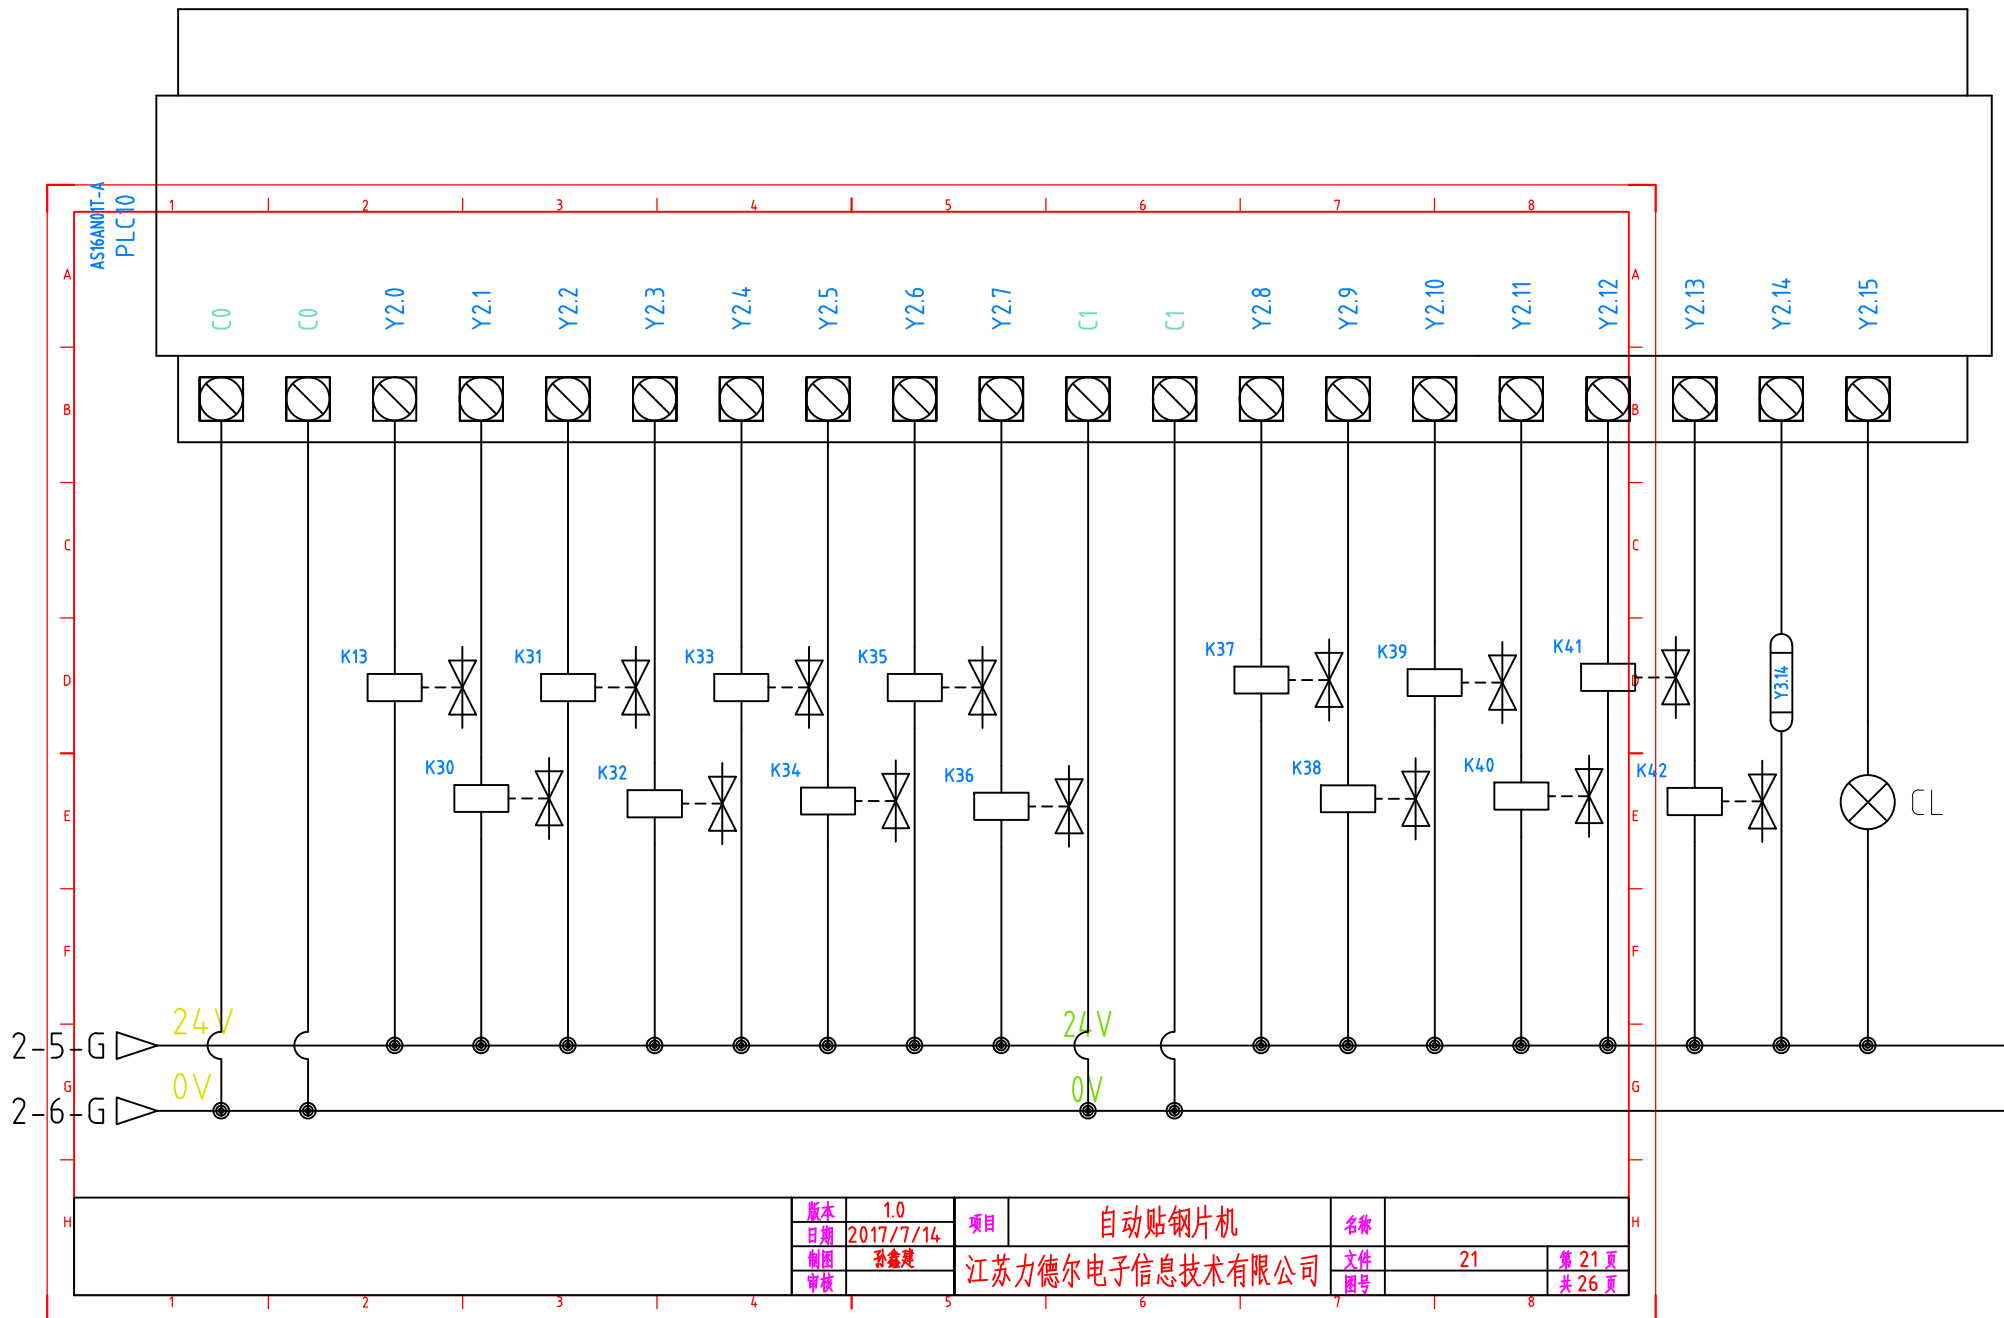 AS16AN01T-A
PLC10
1 2 3 4 5 6 7 8
A A
C0 C0 Y2.0 Y2.1 Y2.2 Y2.3 Y2.4 Y2.5 Y2.6 Y2.7 C1 C1 Y2.8 Y2.9 Y2.10 Y2.11 Y2.12 Y2.13 Y2.14 Y2.15
B B
C C
K13 K31 K33 K35 K37 K39 K41
D D
Y3.14
K30 K32 K34 K36 K38 K40 K42
E E
CL
F F
24V 24V
2-5-G
0V 0V
G G
2-6-G
H H
版本 1.0
日期 2017/7/14
制图 孙鑫建
审核
项目 自动贴钢片机
江苏力德尔电子信息技术有限公司
名称
文件 21 第 21 页
图号 共 26 页
1 2 3 4 5 6 7 8